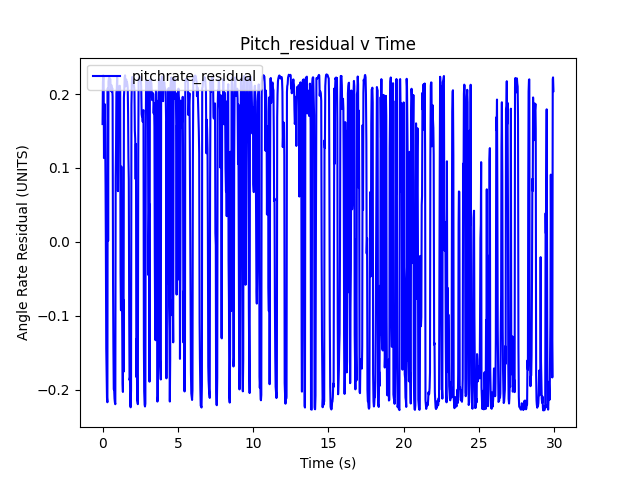 Pitch_residual v Time
pitchrate_residual
Angle Rate Residual (UNITS)
0.2
0.1
0.0
−0.1
−0.2
0 5 10 15 20 25 30
Time (s)